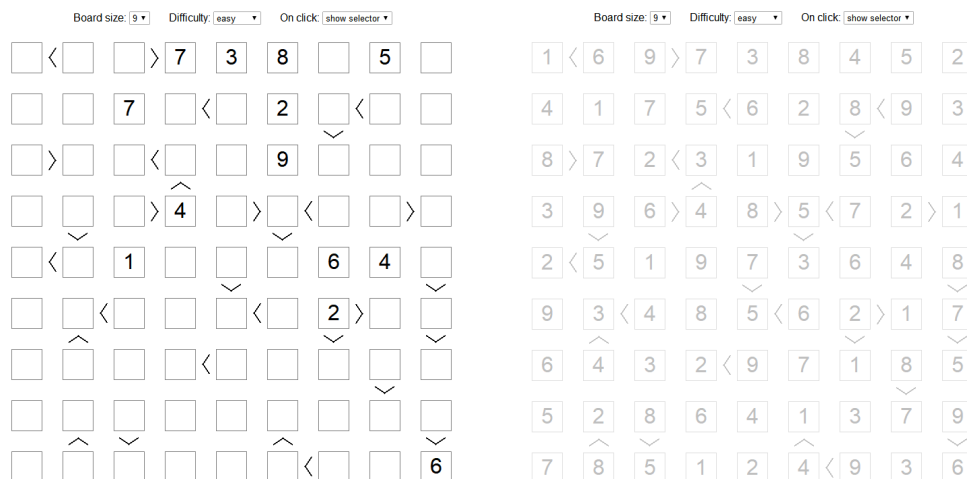 Board size: 9 Difficulty: easy On click: show selector Board size: 9 Difficulty: easy On click: show selector
< > 7 3 8 5 1 < 6 9 > 7 3 8 4 5 2
7 < 2 < 4 1 7 5 < 6 2 8 < 9 3
> < 9 8 > 7 2 < 3 1 9 5 6 4
> 4 > < > 3 9 6 > 4 8 > 5 < 7 2 > 1
< 1 6 4 2 < 5 1 9 7 3 6 4 8
< < 2 > 9 3 < 4 8 5 < 6 2 > 1 7
< 6 4 3 2 < 9 7 1 8 5
5 2 8 6 4 1 3 7 9
< 6 7 8 5 1 2 4 < 9 3 6